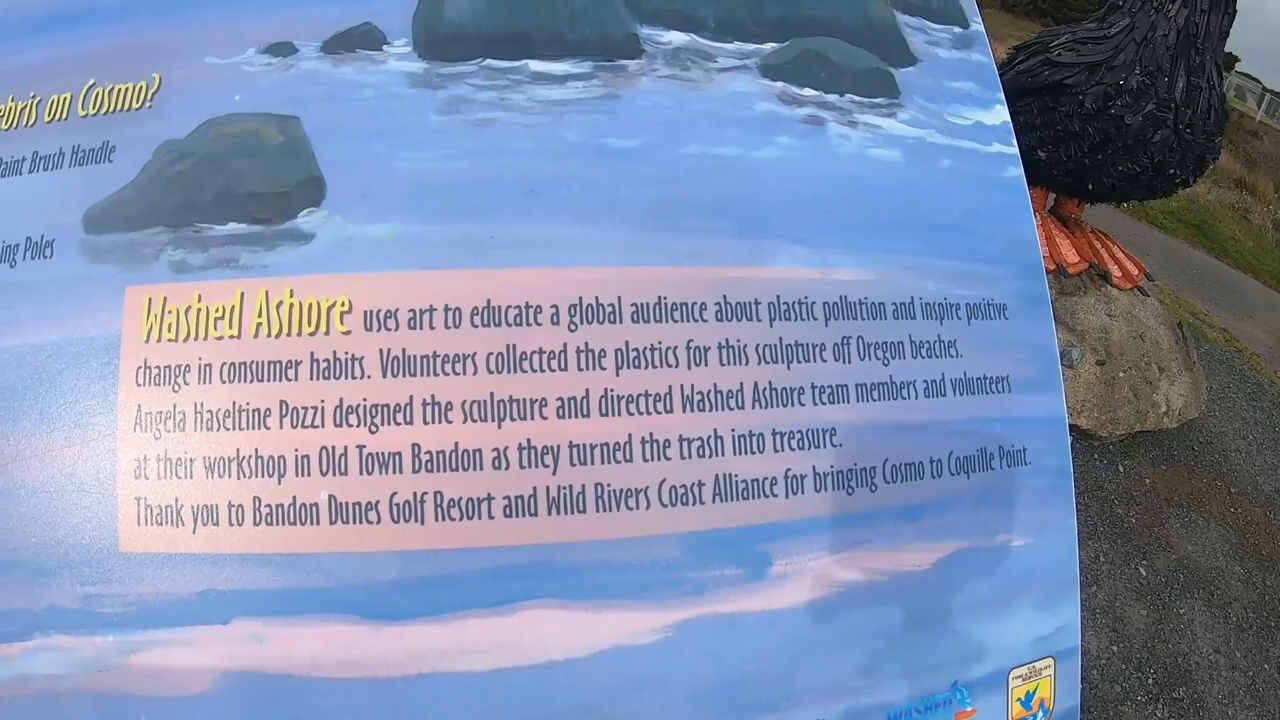 ebris on Cosmo?
Paint Brush Handle
ing Poles
Washed Ashore uses art to educate a global audience about plastic pollution and inspire positive
change in consumer habits. Volunteers collected the plastics for this sculpture off Oregon beaches.
Angela Haseltine Pozzi designed the sculpture and directed Washed Ashore team members and volunteers
at their workshop in Old Town Bandon as they turned the trash into treasure.
Thank you to Bandon Dunes Golf Resort and Wild Rivers Coast Alliance for bringing Cosmo to Coquille Point.
WASHED
U.S.
FISH & WILDLIFE
SERVICE